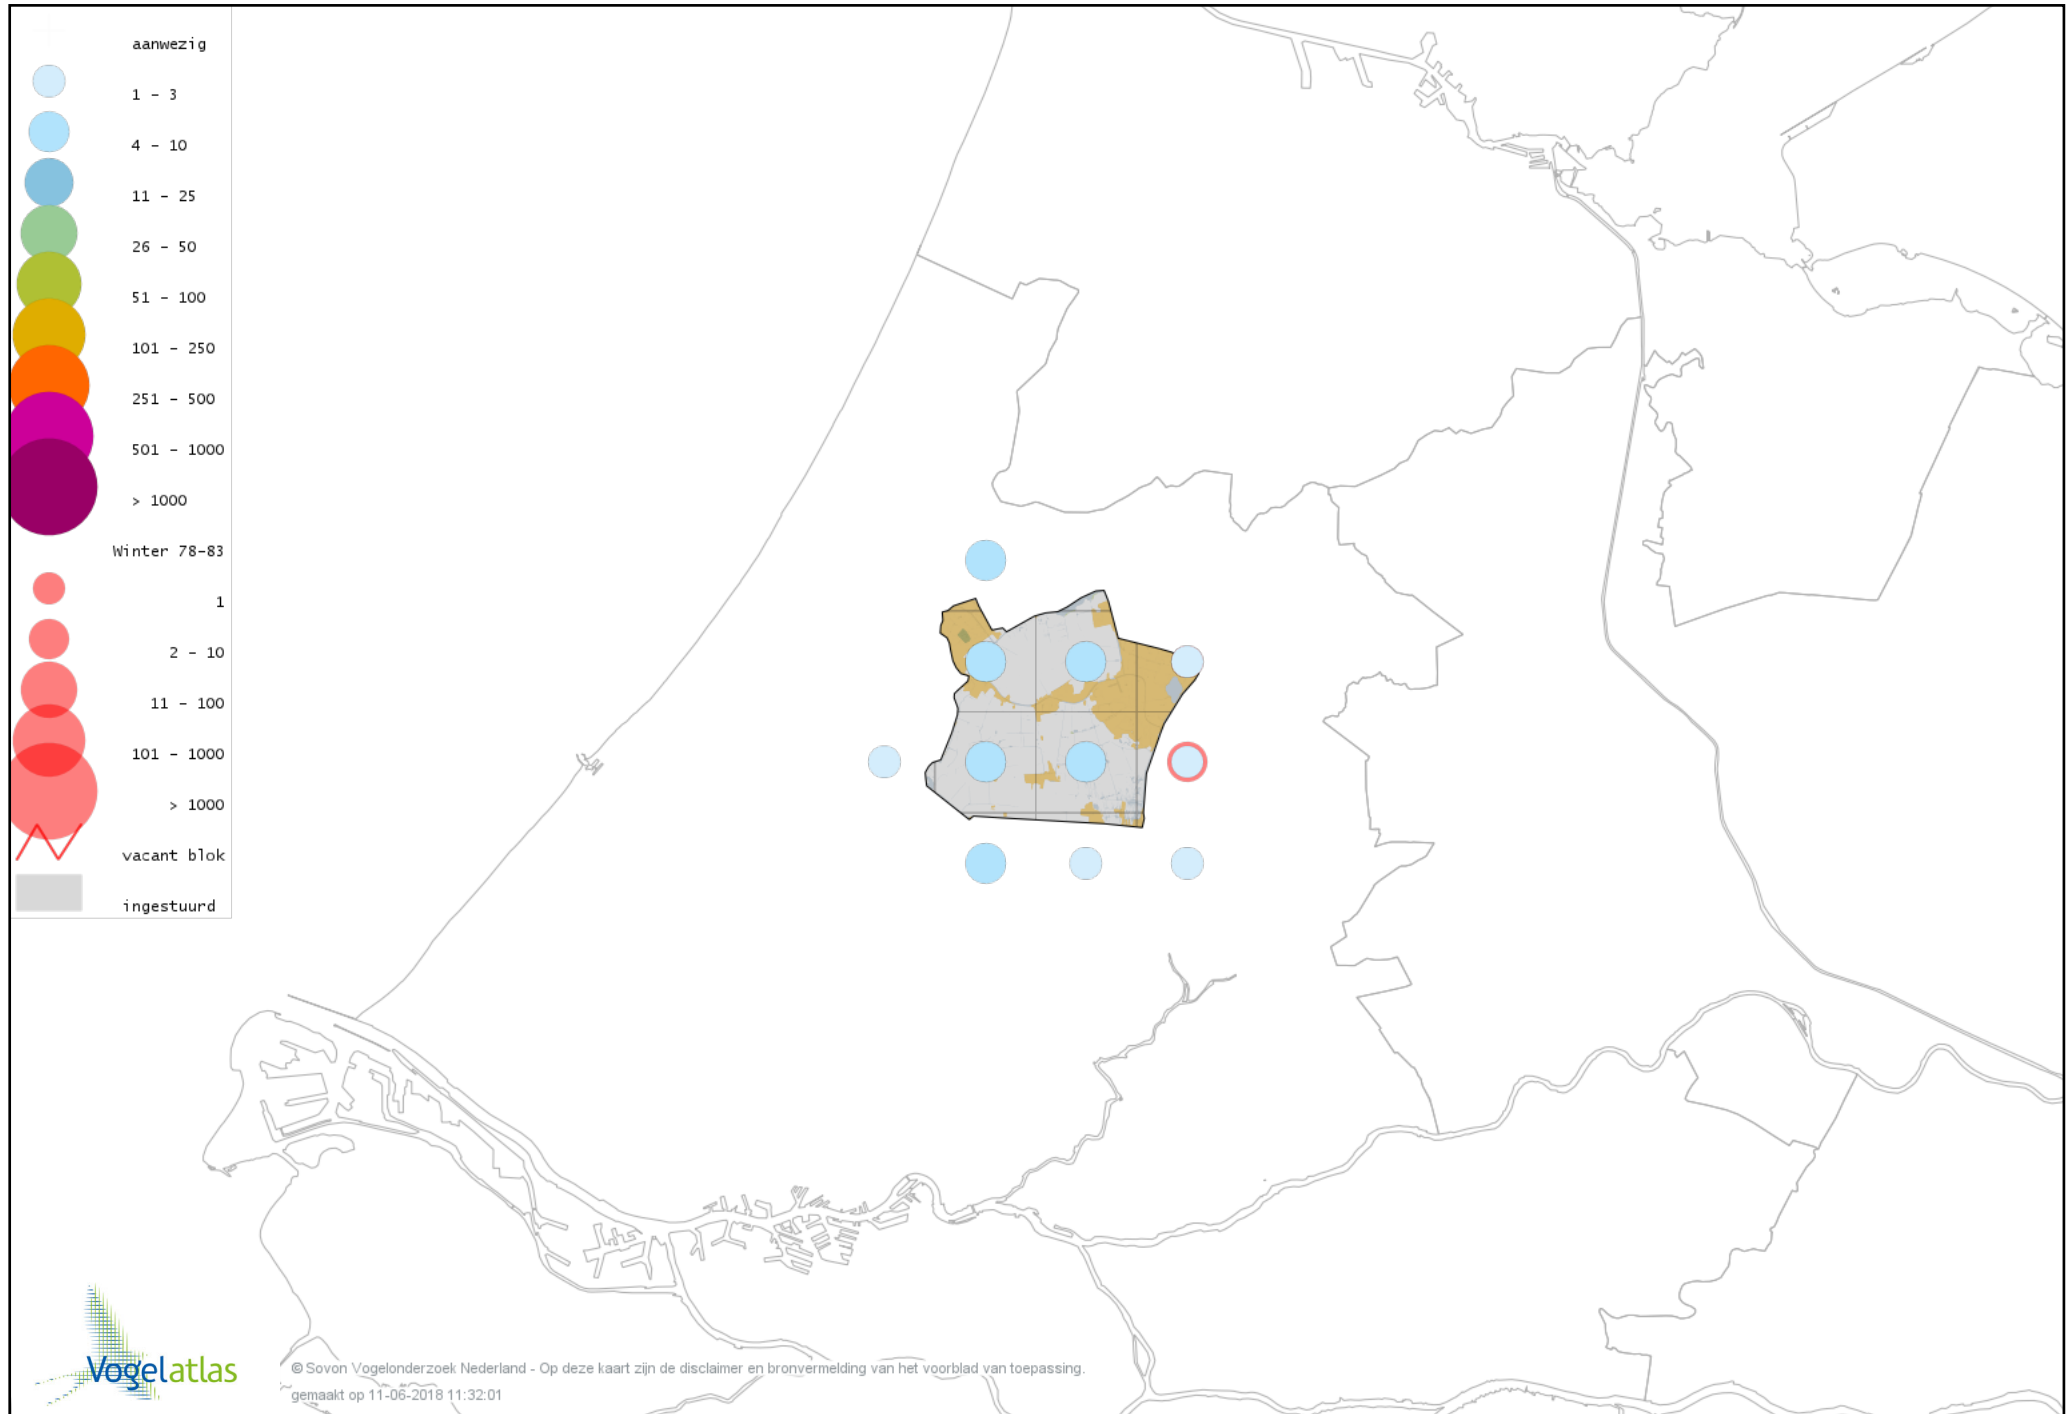 aanwezig
1 - 3
4 - 10
11 - 25
26 - 50
51 - 100
101 - 250
251 - 500
501 - 1000
> 1000
Winter 78-83
1
2 - 10
11 - 100
101 - 1000
> 1000
vacant blok
ingestuurd
Vogelatlas
© Sovon Vogelonderzoek Nederland - Op deze kaart zijn de disclaimer en bronvermelding van het voorblad van toepassing.
gemaakt op 11-06-2018 11:32:01